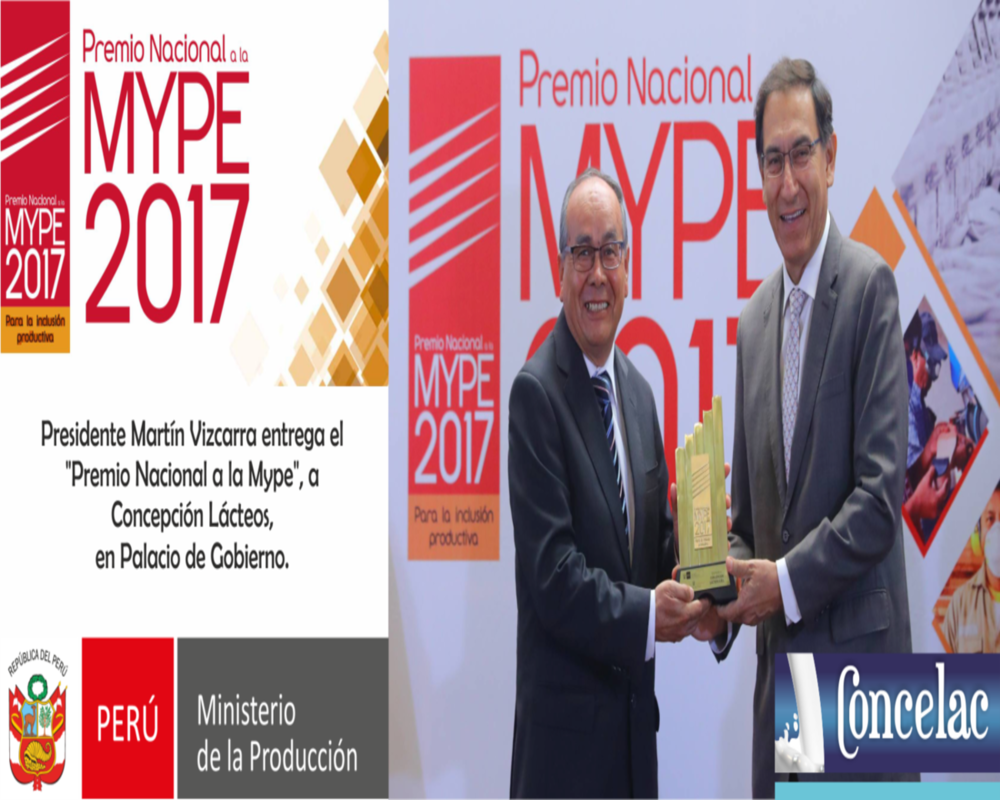 Premio Nacional a la
MYPE
2017
Premio Nacional a la
MYPE
2017
Para la inclusión
productiva
Presidente Martín Vizcarra entrega el
"Premio Nacional a la Mype", a
Concepción Lácteos,
en Palacio de Gobierno.
REPÚBLICA DEL PERÚ
PERÚ
Ministerio
de la Producción
Premio Nacional
MYPE
2017
Premio Nacional a la
MYPE
2017
Para la inclusión
productiva
MYPE
Concelac